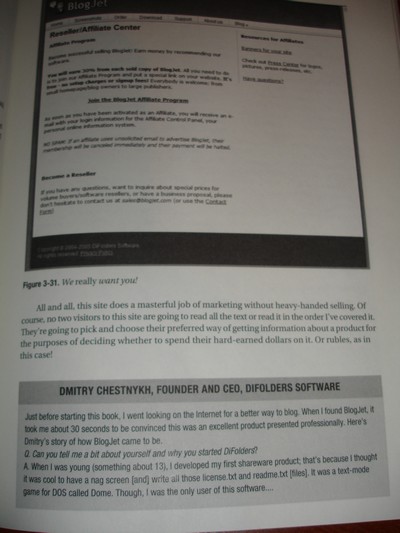 BlogJet
Home Screenshots Order Download Support About us Blog »
Reseller/Affiliate Center
Affiliate Program
Become successful selling BlogJet! Earn money by recommending our
software.
You will earn 20% from each sold copy of BlogJet. All you need to do
is to join our Affiliate Program and put a special link on your website. It's
free - no setup charges or signup fees! Everybody is welcome, from
small homepage/blog owners to large publishers.
Join the BlogJet Affiliate Program
As soon as you have been activated as an Affiliate, you will receive an e-
mail with your login information for the Affiliate Control Panel, your
personal online information system.
NO SPAM! If an affiliate uses unsolicited email to advertise BlogJet, their
membership will be cancelled immediately and their payment will be halted.
Become a Reseller
If you have any questions, want to inquire about special prices for
volume buyers/software resellers, or have a business proposal, please
don't hesitate to contact us at sales@blogjet.com (or use the Contact
form)
Resources for Affiliates
Banners for your site
Check out Press Center for logos,
pictures, press-releases, etc.
Have questions?
Copyright © 2004-2005 DiFolders Software.
All rights reserved. Privacy Policy
Figure 3-31. We really want you!
All and all, this site does a masterful job of marketing without heavy-handed selling. Of
course, no two visitors to this site are going to read all the text or read it in the order I've covered it.
They're going to pick and choose their preferred way of getting information about a product for
the purposes of deciding whether to spend their hard-earned dollars on it. Or rubles, as in
this case!
DMITRY CHESTNYKH, FOUNDER AND CEO, DIFOLDERS SOFTWARE
Just before starting this book, I went looking on the Internet for a better way to blog. When I found BlogJet, it
took me about 30 seconds to be convinced this was an excellent product presented professionally. Here's
Dmitry's story of how BlogJet came to be.
Q. Can you tell me a bit about yourself and why you started DiFolders?
A. When I was young (something about 13), I developed my first shareware product; that's because I thought
it was cool to have a nag screen [and] write all those license.txt and readme.txt [files]. It was a text-mode
game for DOS called Dome. Though, I was the only user of this software....